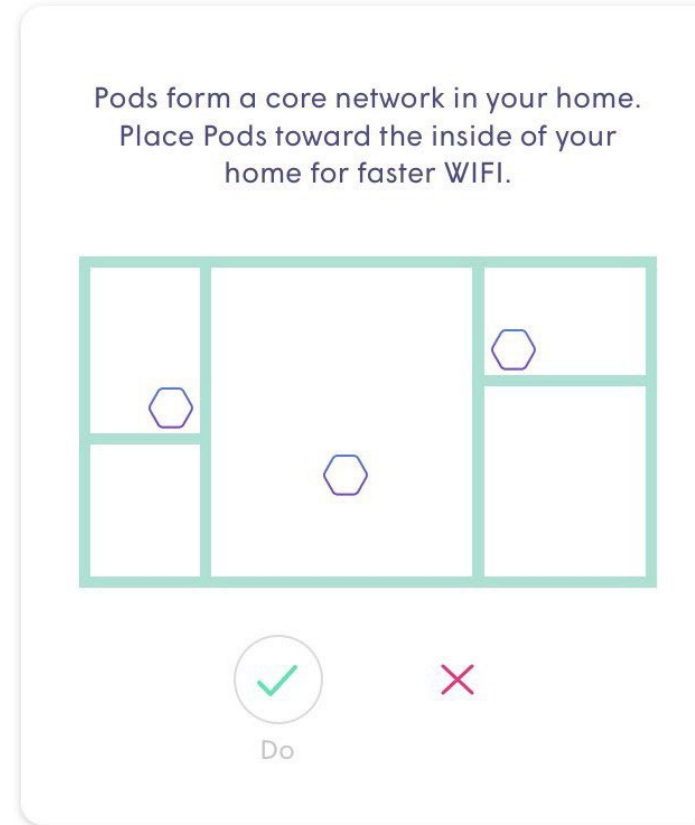 Pods form a core network in your home.
Place Pods toward the inside of your
home for faster WIFI.
Do